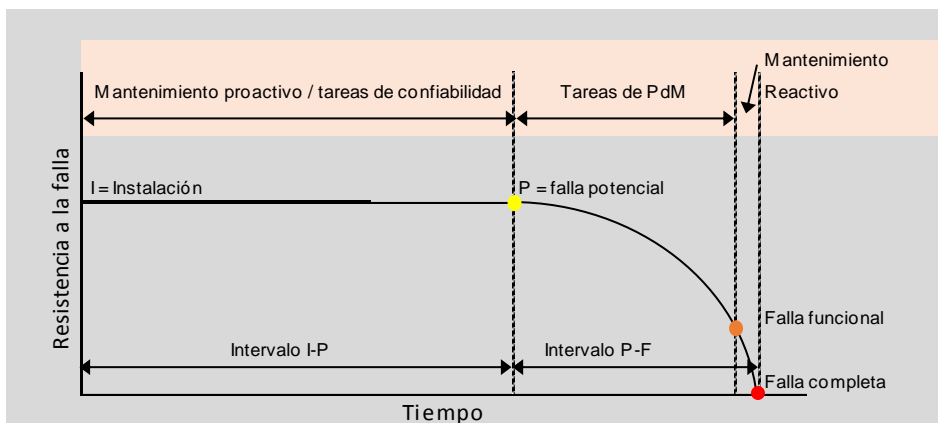 Mantenimiento
Mantenimiento proactivo / tareas de confiabilidad
Tareas de PdM
Reactivo
I = Instalación
P = falla potencial
Resistencia a la falla
Falla funcional
Intervalo I-P
Intervalo P-F
Falla completa
Tiempo